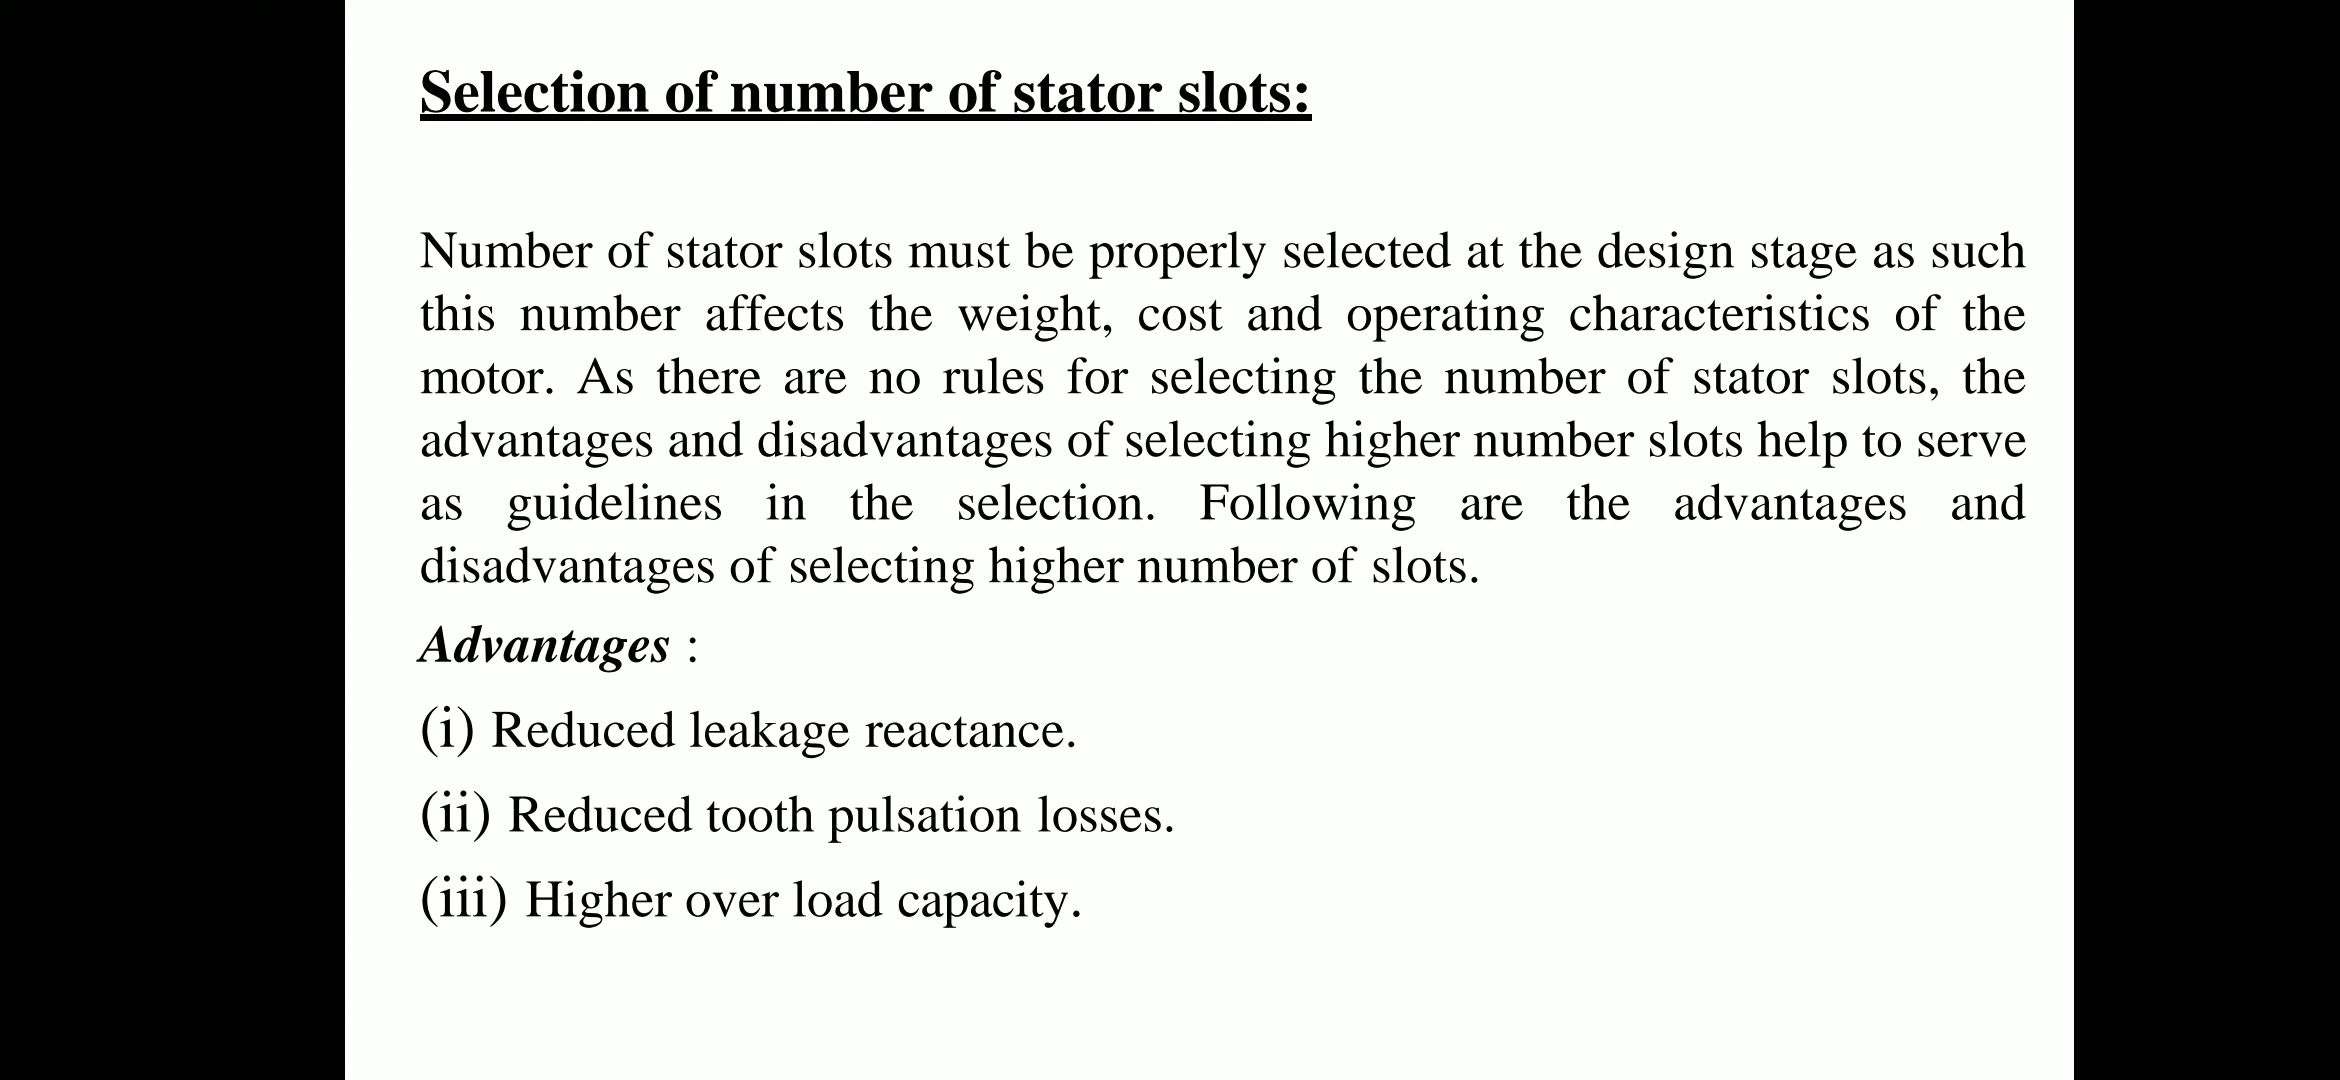 Selection of number of stator slots:
Number of stator slots must be properly selected at the design stage as such
this number affects the weight, cost and operating characteristics of the
motor. As there are no rules for selecting the number of stator slots, the
advantages and disadvantages of selecting higher number slots help to serve
as guidelines in the selection. Following are the advantages and
disadvantages of selecting higher number of slots.
Advantages :
(i) Reduced leakage reactance.
(ii) Reduced tooth pulsation losses.
(iii) Higher over load capacity.